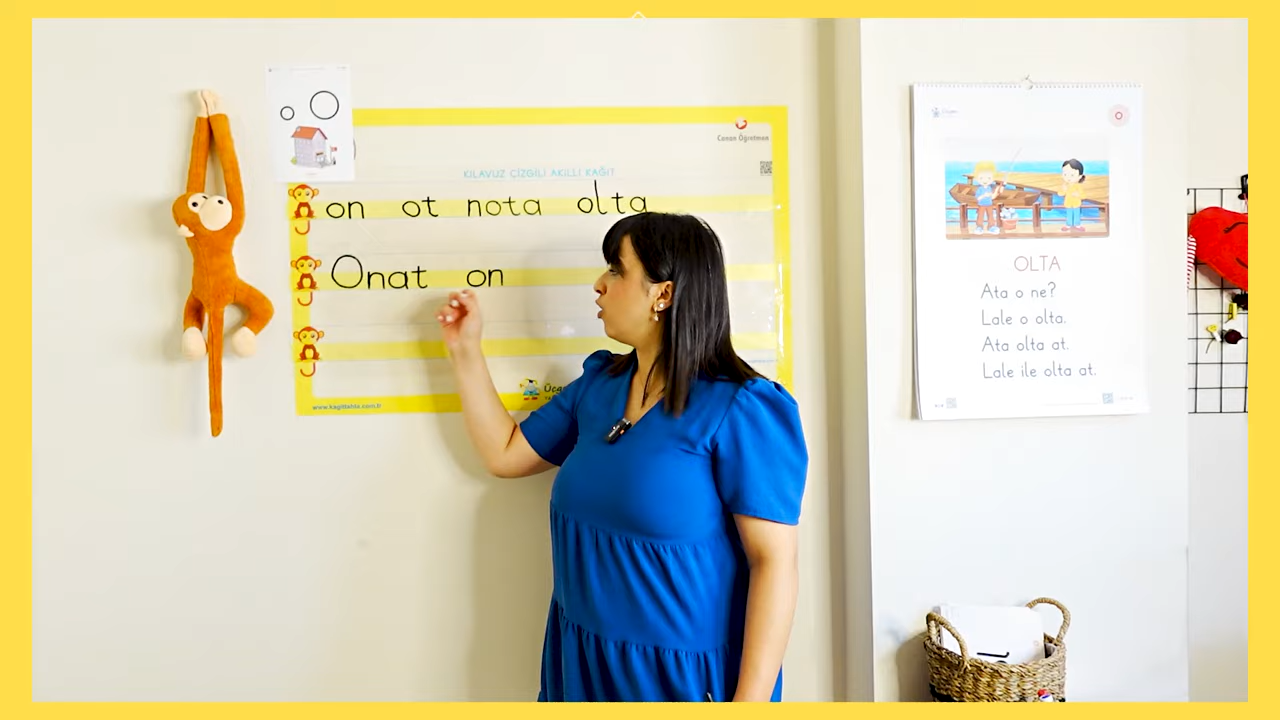 Canan Öğretmen
KILAVUZ ÇİZGİLİ AKILLI KAĞIT
on ot nota olta
Onat on
www.kagittahta.com.tr
o
OLTA
Ata o ne?
Lale o olta.
Ata olta at.
Lale ile olta at.